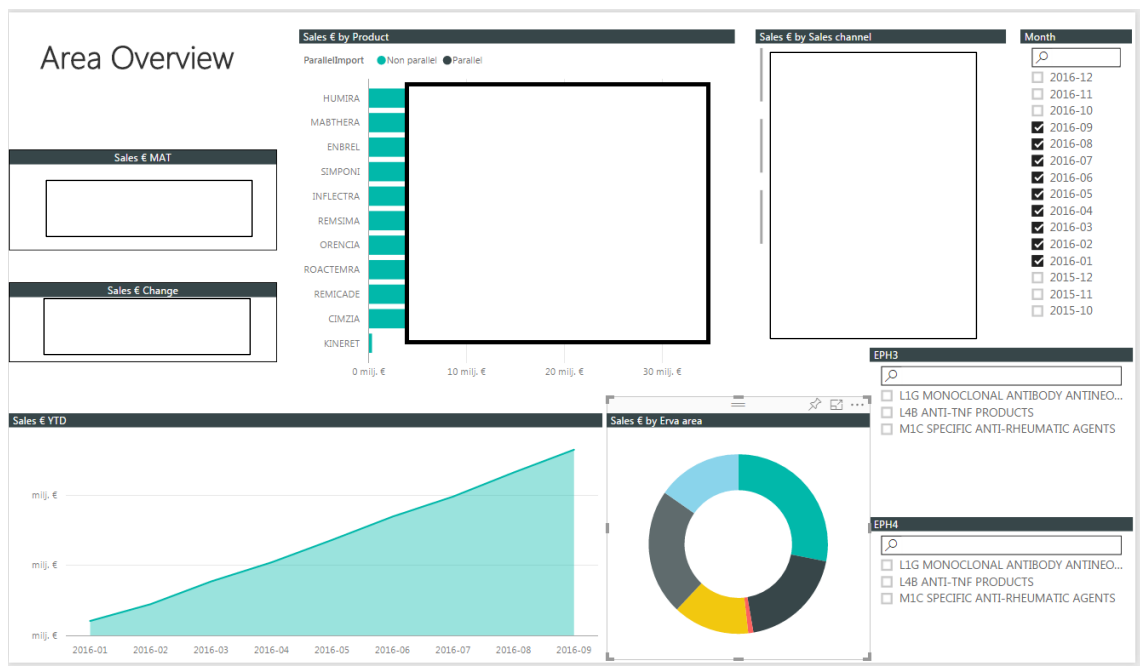 Area Overview
Sales € MAT
Sales € Change
Sales € by Product
ParallelImport Non parallel Parallel
HUMIRA
MABTHERA
ENBREL
SIMPONI
INFLECTRA
REMSIMA
ORENCIA
ROACTEMRA
REMICADE
CIMZIA
KINERET
0 milj. € 10 milj. € 20 milj. € 30 milj. €
Sales € by Sales channel
Month
2016-12
2016-11
2016-10
2016-09
2016-08
2016-07
2016-06
2016-05
2016-04
2016-03
2016-02
2016-01
2015-12
2015-11
2015-10
EPH3
L1G MONOCLONAL ANTIBODY ANTINEO...
L4B ANTI-TNF PRODUCTS
M1C SPECIFIC ANTI-RHEUMATIC AGENTS
Sales € YTD
milj. €
milj. €
milj. €
2016-01 2016-02 2016-03 2016-04 2016-05 2016-06 2016-07 2016-08 2016-09
Sales € by Erva area
EPH4
L1G MONOCLONAL ANTIBODY ANTINEO...
L4B ANTI-TNF PRODUCTS
M1C SPECIFIC ANTI-RHEUMATIC AGENTS